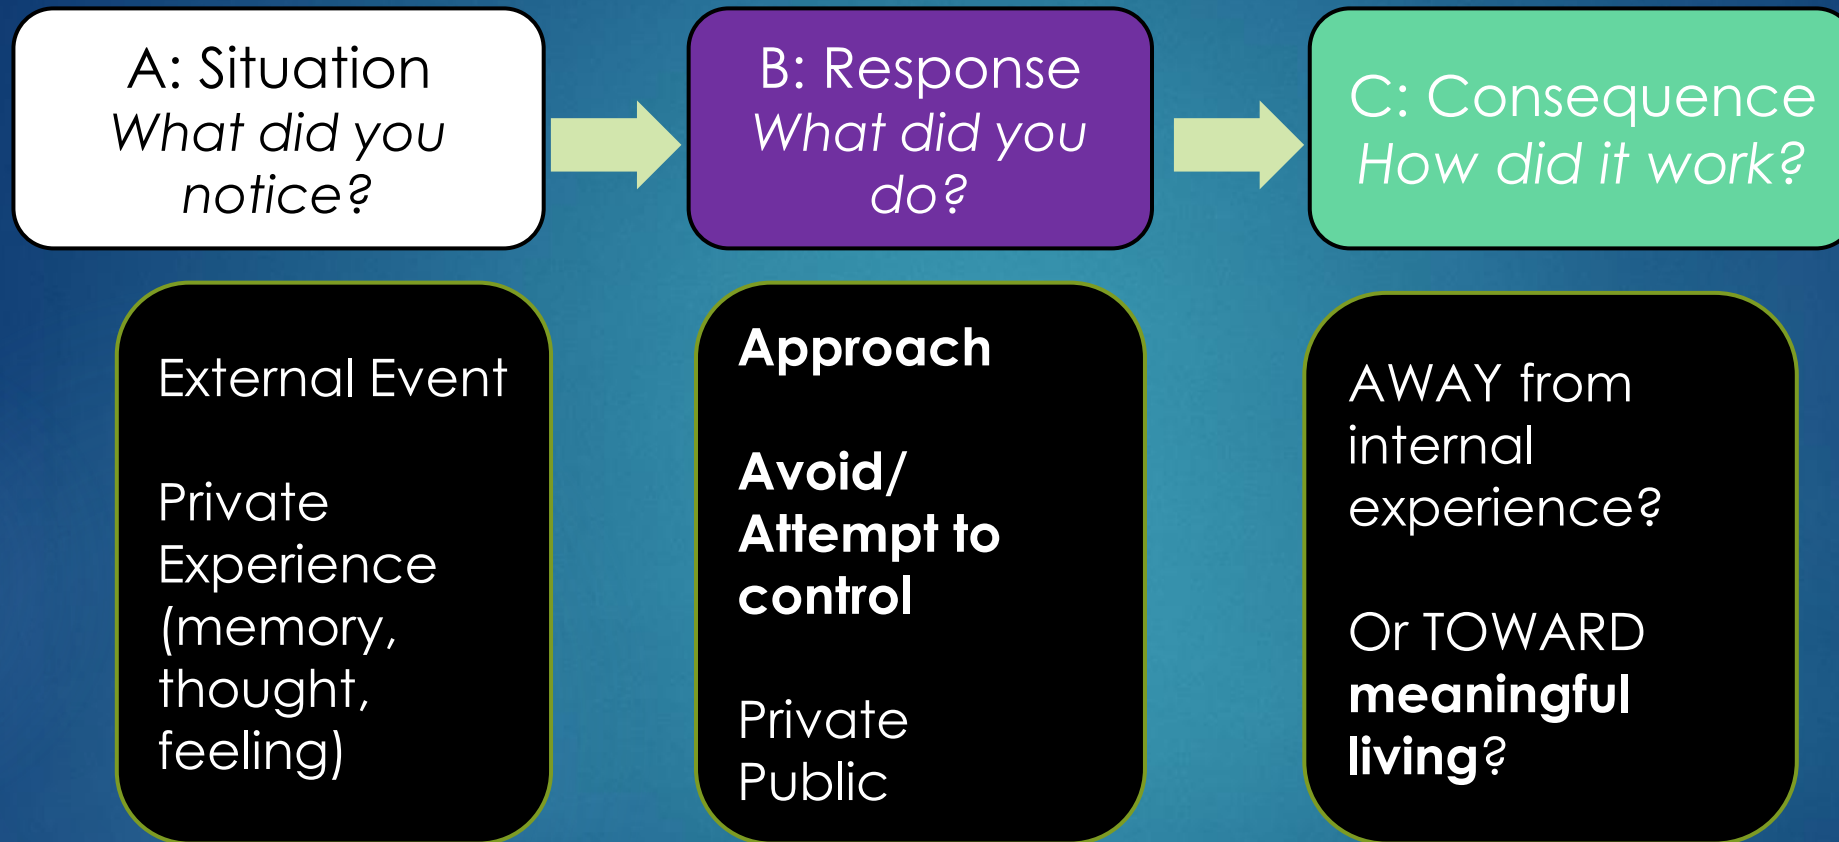 A: Situation
What did you
notice?
B: Response
What did you
do?
C: Consequence
How did it work?
External Event
Private
Experience
(memory,
thought,
feeling)
Approach
Avoid/
Attempt to
control
Private
Public
AWAY from
internal
experience?
Or TOWARD
meaningful
living?